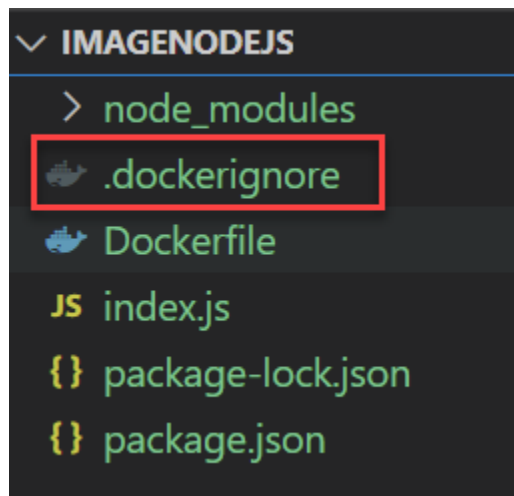 IMAGENODEJS
node_modules
.dockerignore
Dockerfile
JS index.js
{} package-lock.json
{} package.json